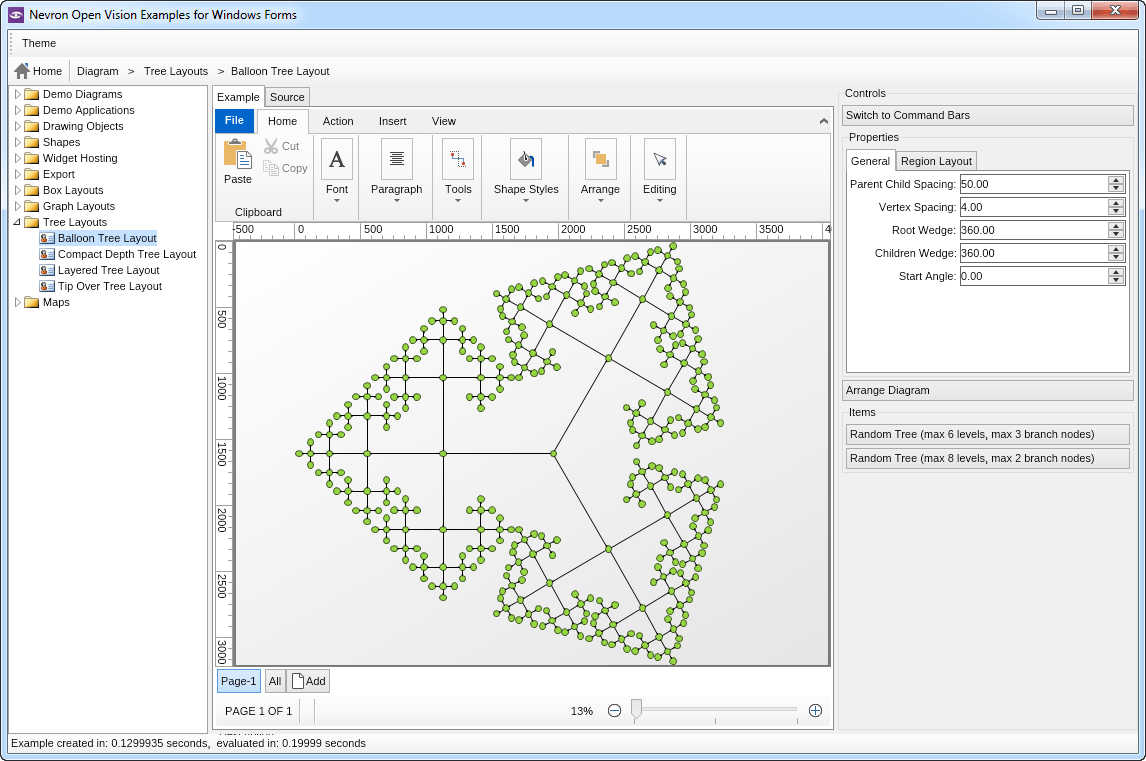 Nevron Open Vision Examples for Windows Forms
Theme
Home Diagram > Tree Layouts > Balloon Tree Layout
Demo Diagrams
Demo Applications
Drawing Objects
Shapes
Widget Hosting
Export
Box Layouts
Graph Layouts
Tree Layouts
Balloon Tree Layout
Compact Depth Tree Layout
Layered Tree Layout
Tip Over Tree Layout
Maps
Example Source
File Home Action Insert View
Paste
Cut
Copy
Clipboard
Font
Paragraph
Tools
Shape Styles
Arrange
Editing
-500 0 500 1000 1500 2000 2500 3000 3500
0
500
1000
1500
2000
2500
3000
Page-1 All Add
PAGE 1 OF 1 13%
Controls
Switch to Command Bars
Properties
General Region Layout
Parent Child Spacing: 50.00
Vertex Spacing: 4.00
Root Wedge: 360.00
Children Wedge: 360.00
Start Angle: 0.00
Arrange Diagram
Items
Random Tree (max 6 levels, max 3 branch nodes)
Random Tree (max 8 levels, max 2 branch nodes)
Example created in: 0.1299935 seconds, evaluated in: 0.19999 seconds